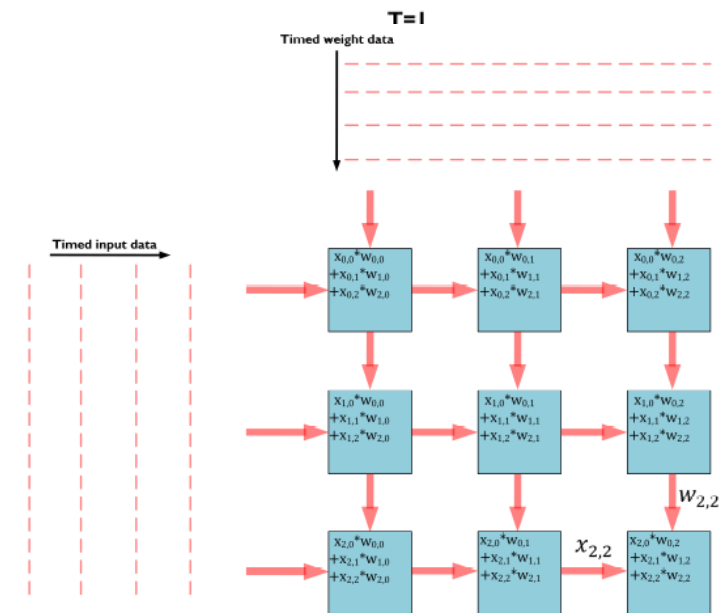 T=1
Timed weight data
Timed input data
x0,0*w0,0
+x0,1*w1,0
+x0,2*w2,0
x0,0*w0,1
+x0,1*w1,1
+x0,2*w2,1
x0,0*w0,2
+x0,1*w1,2
+x0,2*w2,2
x1,0*w0,0
+x1,1*w1,0
+x1,2*w2,0
x1,0*w0,1
+x1,1*w1,1
+x1,2*w2,1
x1,0*w0,2
+x1,1*w1,2
+x1,2*w2,2
w2,2
x2,0*w0,0
+x2,1*w1,0
+x2,2*w2,0
x2,0*w0,1
+x2,1*w1,1
+x2,2*w2,1
x2,2
x2,0*w0,2
+x2,1*w1,2
+x2,2*w2,2